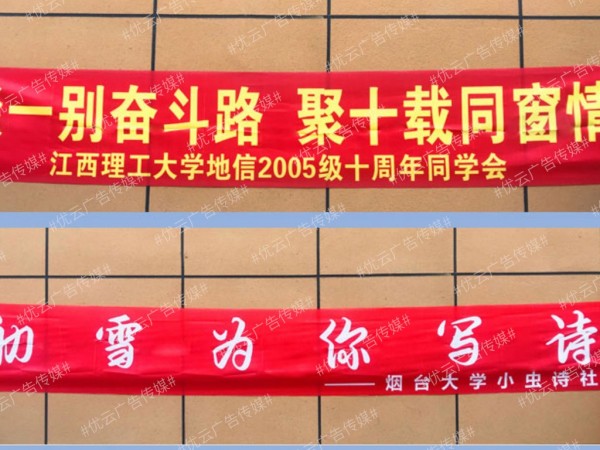 一别奋斗路 聚十载同窗情
江西理工大学地信2005级十周年同学会
初雪为你写诗
——烟台大学小虫诗社
#优云广告传媒#